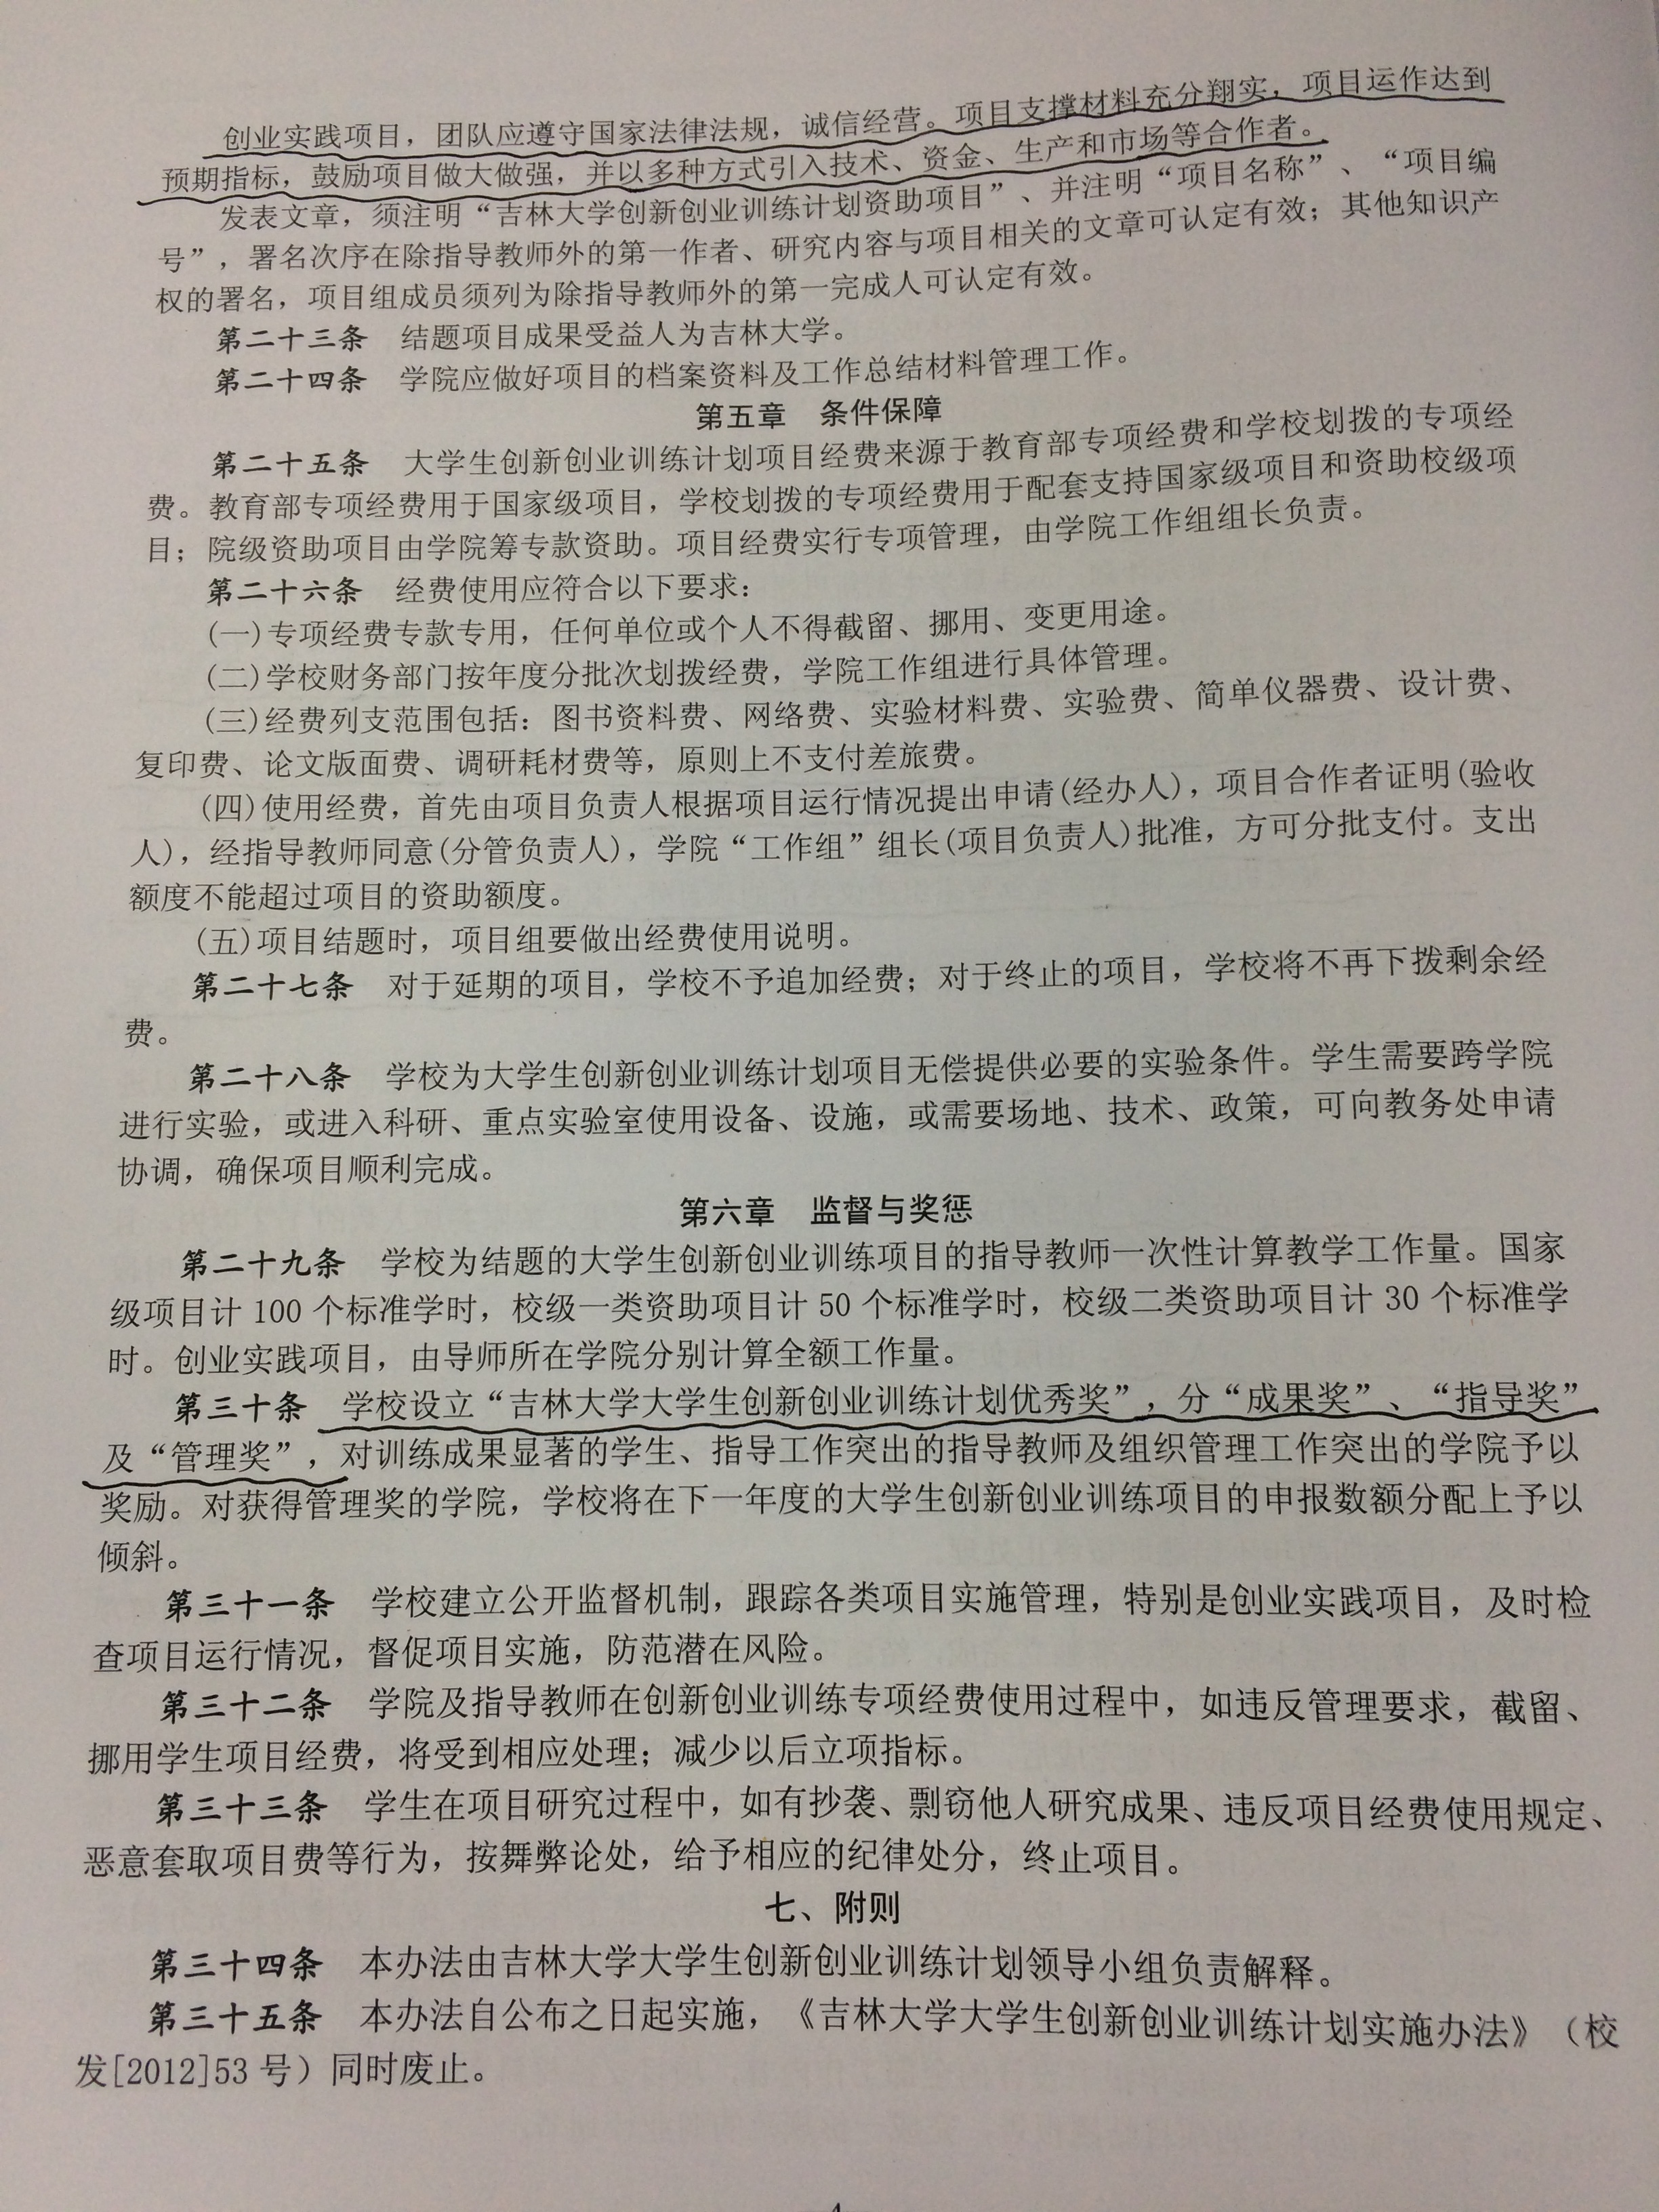 创业实践项目，团队应遵守国家法律法规，诚信经营。项目支撑材料充分翔实，项目运作达到
预期指标，鼓励项目做大做强，并以多种方式引入技术、资金、生产和市场等合作者。
发表文章，须注明“吉林大学创新创业训练计划资助项目”、并注明“项目名称”、“项目编
号”，署名次序在除指导教师外的第一作者、研究内容与项目相关的文章可认定有效；其他知识产
权的署名，项目组成员须列为除指导教师外的第一完成人可认定有效。
第二十三条 结题项目成果受益人为吉林大学。
第二十四条 学院应做好项目的档案资料及工作总结材料管理工作。
第五章 条件保障
第二十五条 大学生创新创业训练计划项目经费来源于教育部专项经费和学校划拨的专项经
费。教育部专项经费用于国家级项目，学校划拨的专项经费用于配套支持国家级项目和资助校级项
目；院级资助项目由学院筹专款资助。项目经费实行专项管理，由学院工作组组长负责。
第二十六条 经费使用应符合以下要求：
(一)专项经费专款专用，任何单位或个人不得截留、挪用、变更用途。
(二)学校财务部门按年度分批次划拨经费，学院工作组进行具体管理。
(三)经费列支范围包括：图书资料费、网络费、实验材料费、实验费、简单仪器费、设计费、
复印费、论文版面费、调研耗材费等，原则上不支付差旅费。
(四)使用经费，首先由项目负责人根据项目运行情况提出申请(经办人)，项目合作者证明(验收
人)，经指导教师同意(分管负责人)，学院“工作组”组长(项目负责人)批准，方可分批支付。支出
额度不能超过项目的资助额度。
(五)项目结题时，项目组要做出经费使用说明。
第二十七条 对于延期的项目，学校不予追加经费；对于终止的项目，学校将不再下拨剩余经
费。
第二十八条 学校为大学生创新创业训练计划项目无偿提供必要的实验条件。学生需要跨学院
进行实验，或进入科研、重点实验室使用设备、设施，或需要场地、技术、政策，可向教务处申请
协调，确保项目顺利完成。
第六章 监督与奖惩
第二十九条 学校为结题的大学生创新创业训练项目的指导教师一次性计算教学工作量。国家
级项目计 100 个标准学时，校级一类资助项目计 50 个标准学时，校级二类资助项目计 30 个标准学
时。创业实践项目，由导师所在学院分别计算全额工作量。
第三十条 学校设立“吉林大学大学生创新创业训练计划优秀奖”，分“成果奖”、“指导奖”
及“管理奖”，对训练成果显著的学生、指导工作突出的指导教师及组织管理工作突出的学院予以
奖励。对获得管理奖的学院，学校将在下一年度的大学生创新创业训练项目的申报数额分配上予以
倾斜。
第三十一条 学校建立公开监督机制，跟踪各类项目实施管理，特别是创业实践项目，及时检
查项目运行情况，督促项目实施，防范潜在风险。
第三十二条 学院及指导教师在创新创业训练专项经费使用过程中，如违反管理要求，截留、
挪用学生项目经费，将受到相应处理；减少以后立项指标。
第三十三条 学生在项目研究过程中，如有抄袭、剽窃他人研究成果、违反项目经费使用规定、
恶意套取项目费等行为，按舞弊论处，给予相应的纪律处分，终止项目。
七、附则
第三十四条 本办法由吉林大学大学生创新创业训练计划领导小组负责解释。
第三十五条 本办法自公布之日起实施，《吉林大学大学生创新创业训练计划实施办法》（校
发[2012]53 号）同时废止。